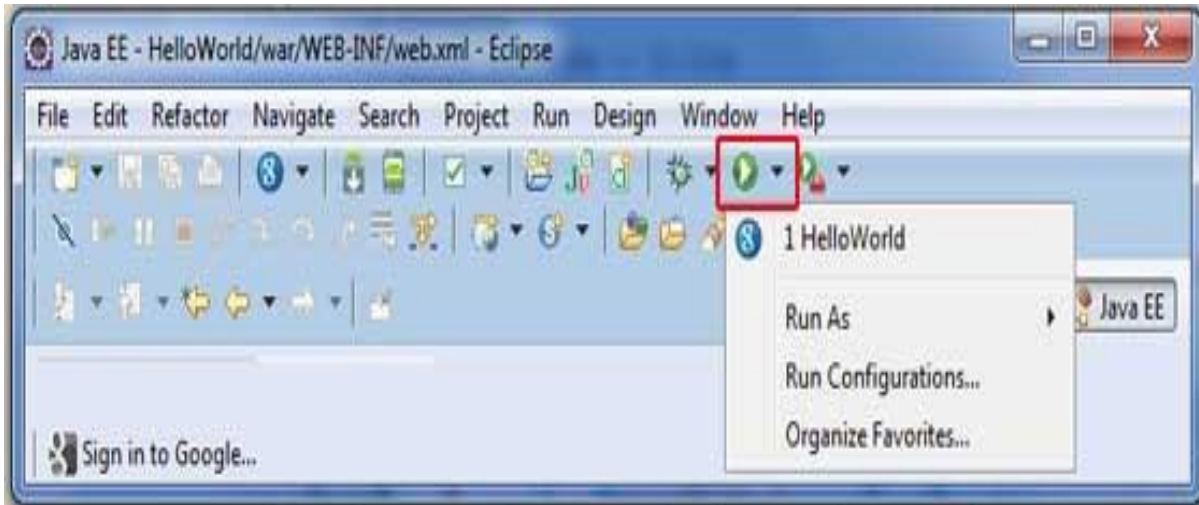 Java EE - HelloWorld/war/WEB-INF/web.xml - Eclipse
File Edit Refactor Navigate Search Project Run Design Window Help
1 HelloWorld
Run As
Java EE
Run Configurations...
Organize Favorites...
Sign in to Google...